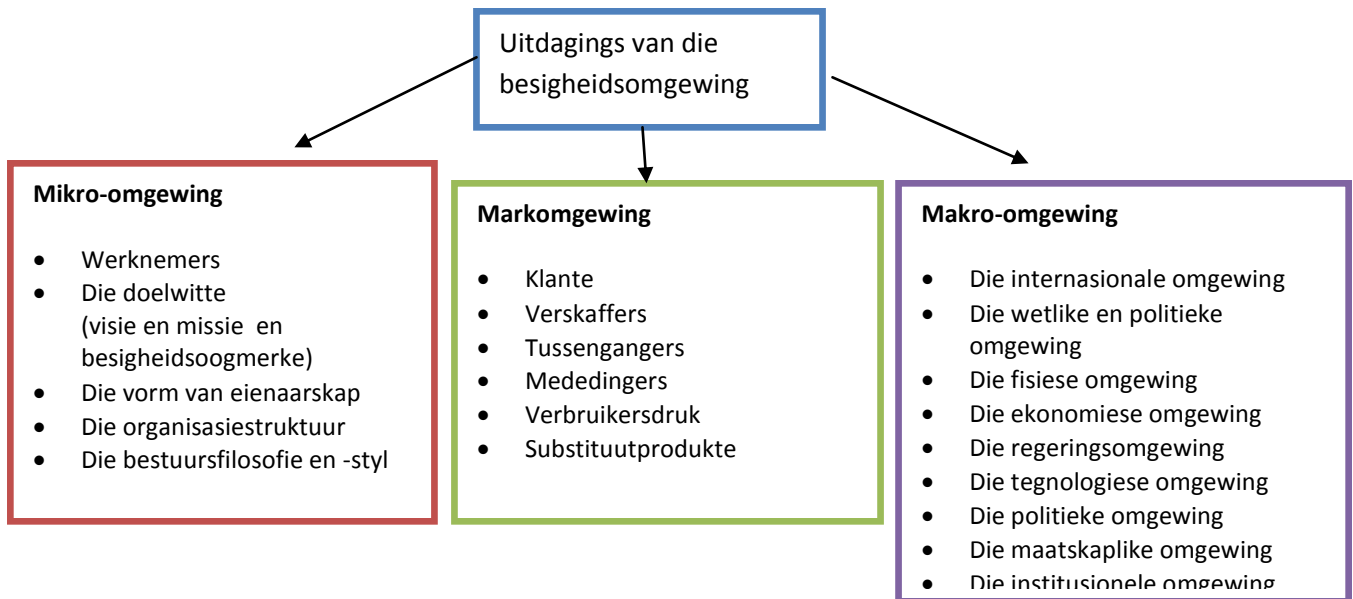 Uitdagings van die
besigheidsomgewing
Mikro-omgewing
• Werknemers
• Die doelwitte
(visie en missie en
besigheidsoogmerke)
• Die vorm van eienaarskap
• Die organisasiestruktuur
• Die bestuursfilosofie en -styl
Markomgewing
• Klante
• Verskaffers
• Tussengangers
• Mededingers
• Verbruikersdruk
• Substituutprodukte
Makro-omgewing
• Die internasionale omgewing
• Die wetlike en politieke
omgewing
• Die fisiese omgewing
• Die ekonomiese omgewing
• Die regeringsomgewing
• Die tegnologiese omgewing
• Die politieke omgewing
• Die maatskaplike omgewing
• Die institusionele omgewing